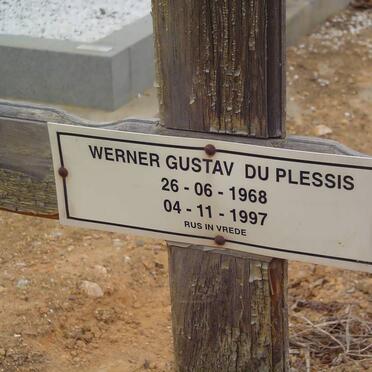 WERNER GUSTAV DU PLESSIS
26 - 06 - 1968
04 - 11 - 1997
RUS IN VREDE